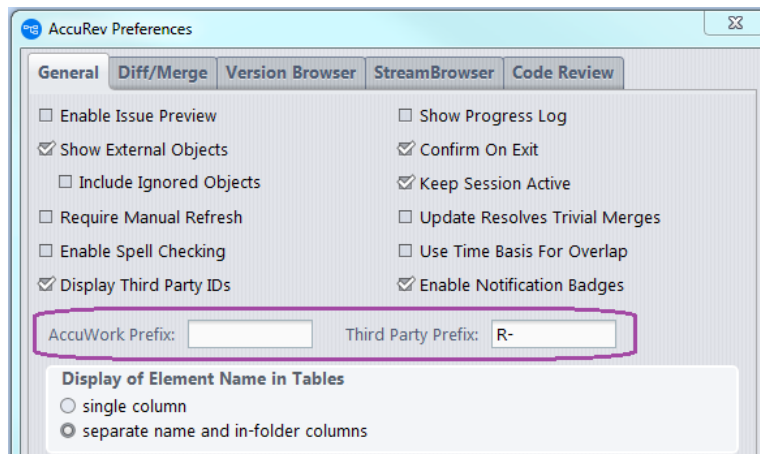 AccuRev Preferences
General Diff/Merge Version Browser StreamBrowser Code Review
Enable Issue Preview Show Progress Log
Show External Objects Confirm On Exit
Include Ignored Objects Keep Session Active
Require Manual Refresh Update Resolves Trivial Merges
Enable Spell Checking Use Time Basis For Overlap
Display Third Party IDs Enable Notification Badges
AccuWork Prefix: Third Party Prefix: R-
Display of Element Name in Tables
single column
separate name and in-folder columns